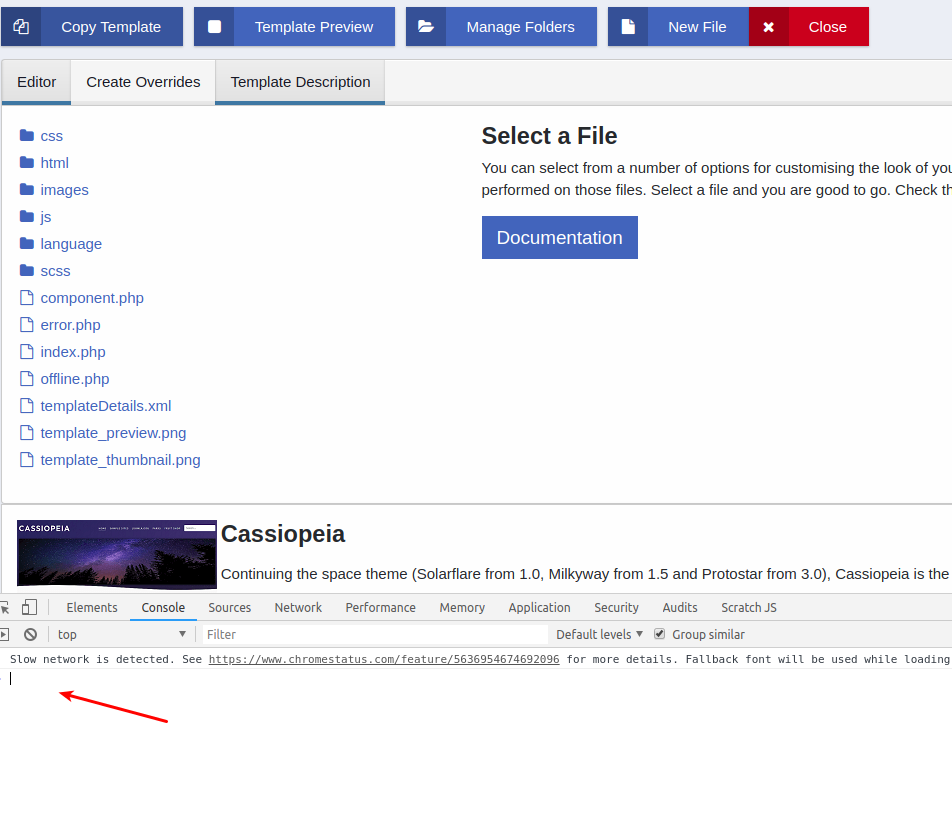 Copy Template Template Preview Manage Folders New File Close
Editor Create Overrides Template Description
css
html
images
js
language
scss
component.php
error.php
index.php
offline.php
templateDetails.xml
template_preview.png
template_thumbnail.png
Select a File
You can select from a number of options for customising the look of you
performed on those files. Select a file and you are good to go. Check th
Documentation
CASSIOPEIA
Cassiopeia
Continuing the space theme (Solarflare from 1.0, Milkyway from 1.5 and Protostar from 3.0), Cassiopeia is the
Elements Console Sources Network Performance Memory Application Security Audits Scratch JS
top Filter Default levels Group similar
Slow network is detected. See https://www.chromestatus.com/feature/5636954674692096 for more details. Fallback font will be used while loading